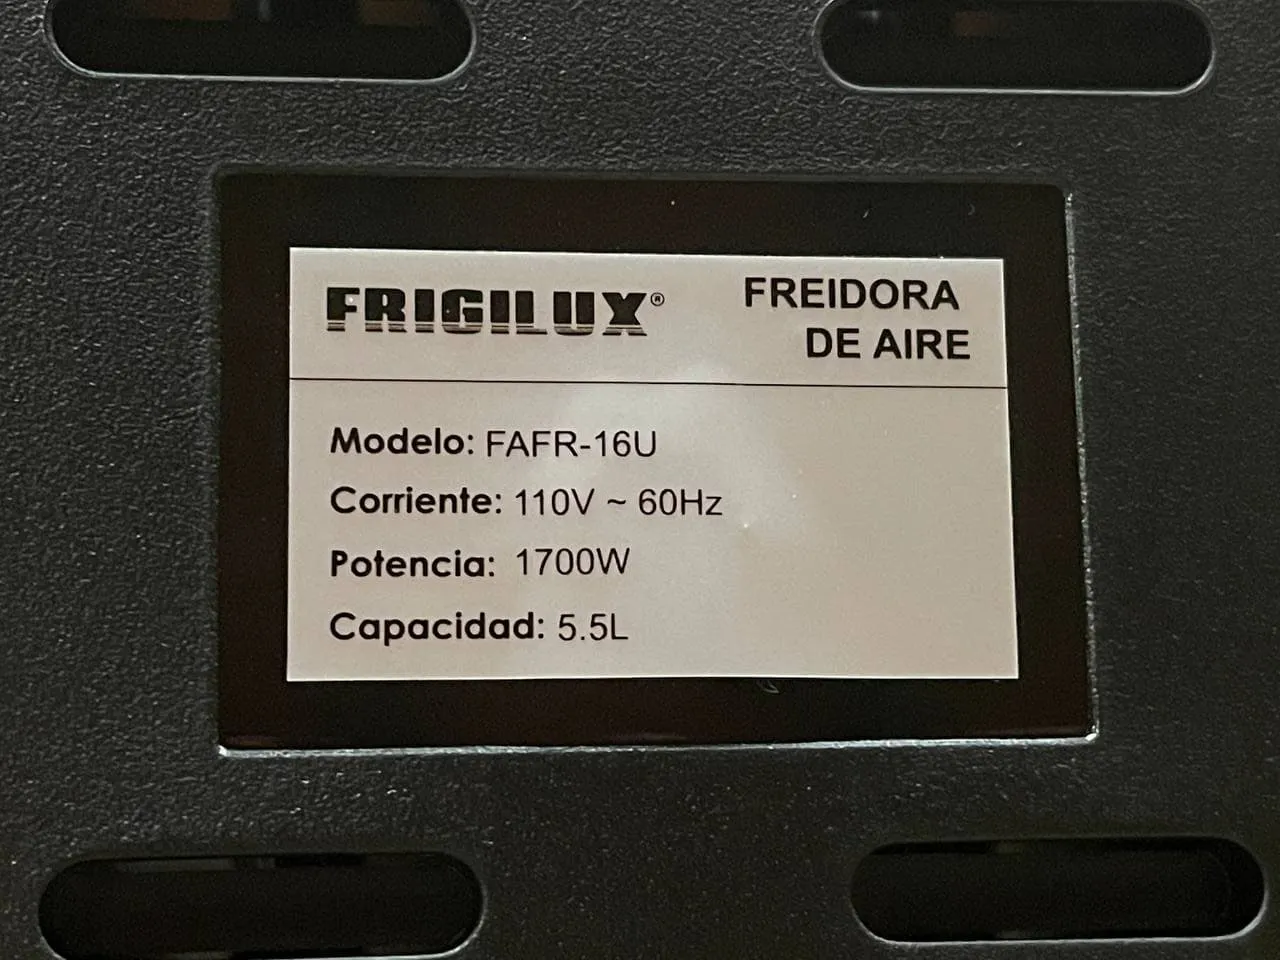 FRIGILUX®
FREIDORA
DE AIRE
Modelo: FAFR-16U
Corriente: 110V ~ 60Hz
Potencia: 1700W
Capacidad: 5.5L